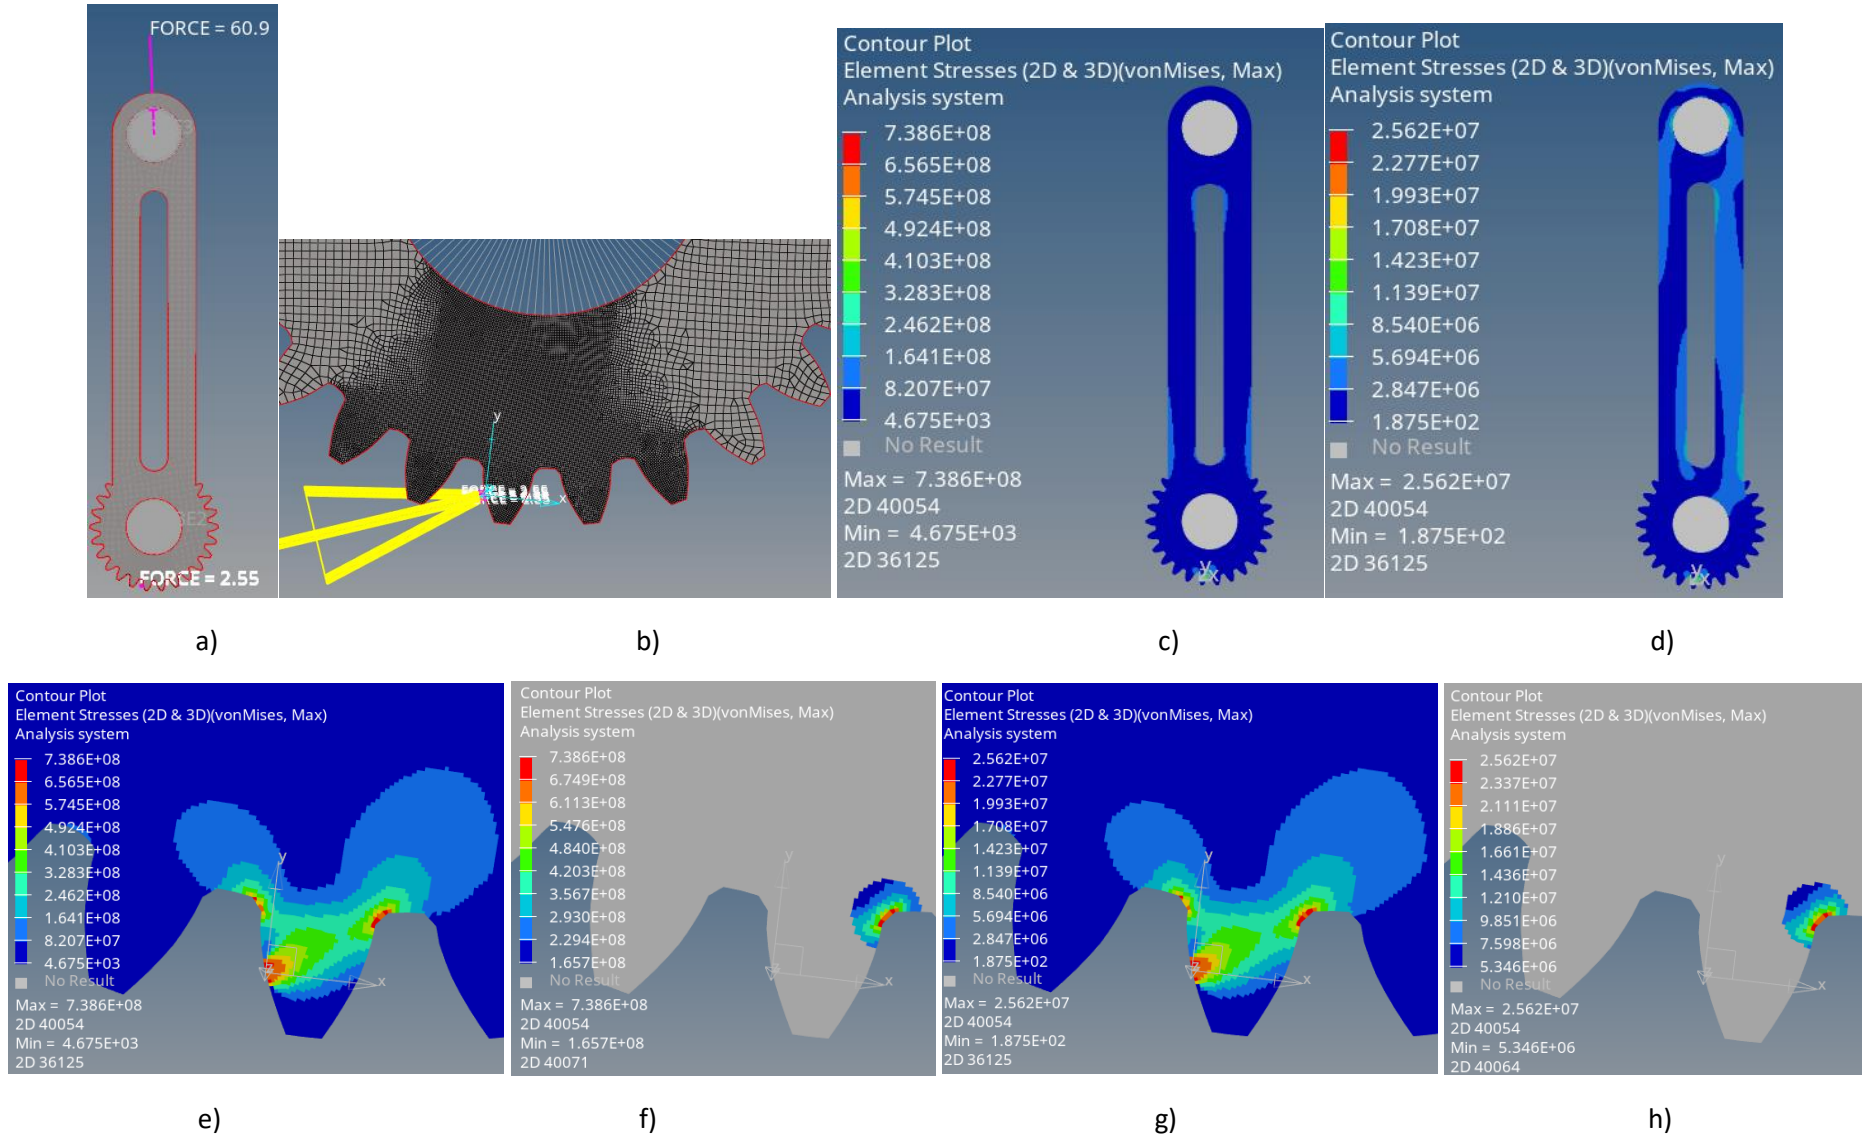 FORCE = 60.9
FORCE = 2.55
a)
y
x
b)
Contour Plot
Element Stresses (2D & 3D)(vonMises, Max)
Analysis system
7.386E+08
6.565E+08
5.745E+08
4.924E+08
4.103E+08
3.283E+08
2.462E+08
1.641E+08
8.207E+07
4.675E+03
No Result
Max = 7.386E+08
2D 40054
Min = 4.675E+03
2D 36125
y
x
c)
Contour Plot
Element Stresses (2D & 3D)(vonMises, Max)
Analysis system
2.562E+07
2.277E+07
1.993E+07
1.708E+07
1.423E+07
1.139E+07
8.540E+06
5.694E+06
2.847E+06
1.875E+02
No Result
Max = 2.562E+07
2D 40054
Min = 1.875E+02
2D 36125
y
x
d)
Contour Plot
Element Stresses (2D & 3D)(vonMises, Max)
Analysis system
7.386E+08
6.565E+08
5.745E+08
4.924E+08
4.103E+08
3.283E+08
2.462E+08
1.641E+08
8.207E+07
4.675E+03
No Result
Max = 7.386E+08
2D 40054
Min = 4.675E+03
2D 36125
y
x
e)
Contour Plot
Element Stresses (2D & 3D)(vonMises, Max)
Analysis system
7.386E+08
6.749E+08
6.113E+08
5.476E+08
4.840E+08
4.203E+08
3.567E+08
2.930E+08
2.294E+08
1.657E+08
No Result
Max = 7.386E+08
2D 40054
Min = 1.657E+08
2D 40071
y
x
f)
Contour Plot
Element Stresses (2D & 3D)(vonMises, Max)
Analysis system
2.562E+07
2.277E+07
1.993E+07
1.708E+07
1.423E+07
1.139E+07
8.540E+06
5.694E+06
2.847E+06
1.875E+02
No Result
Max = 2.562E+07
2D 40054
Min = 1.875E+02
2D 36125
y
x
g)
Contour Plot
Element Stresses (2D & 3D)(vonMises, Max)
Analysis system
2.562E+07
2.337E+07
2.111E+07
1.886E+07
1.661E+07
1.436E+07
1.210E+07
9.851E+06
7.598E+06
5.346E+06
No Result
Max = 2.562E+07
2D 40054
Min = 5.346E+06
2D 40064
y
x
h)